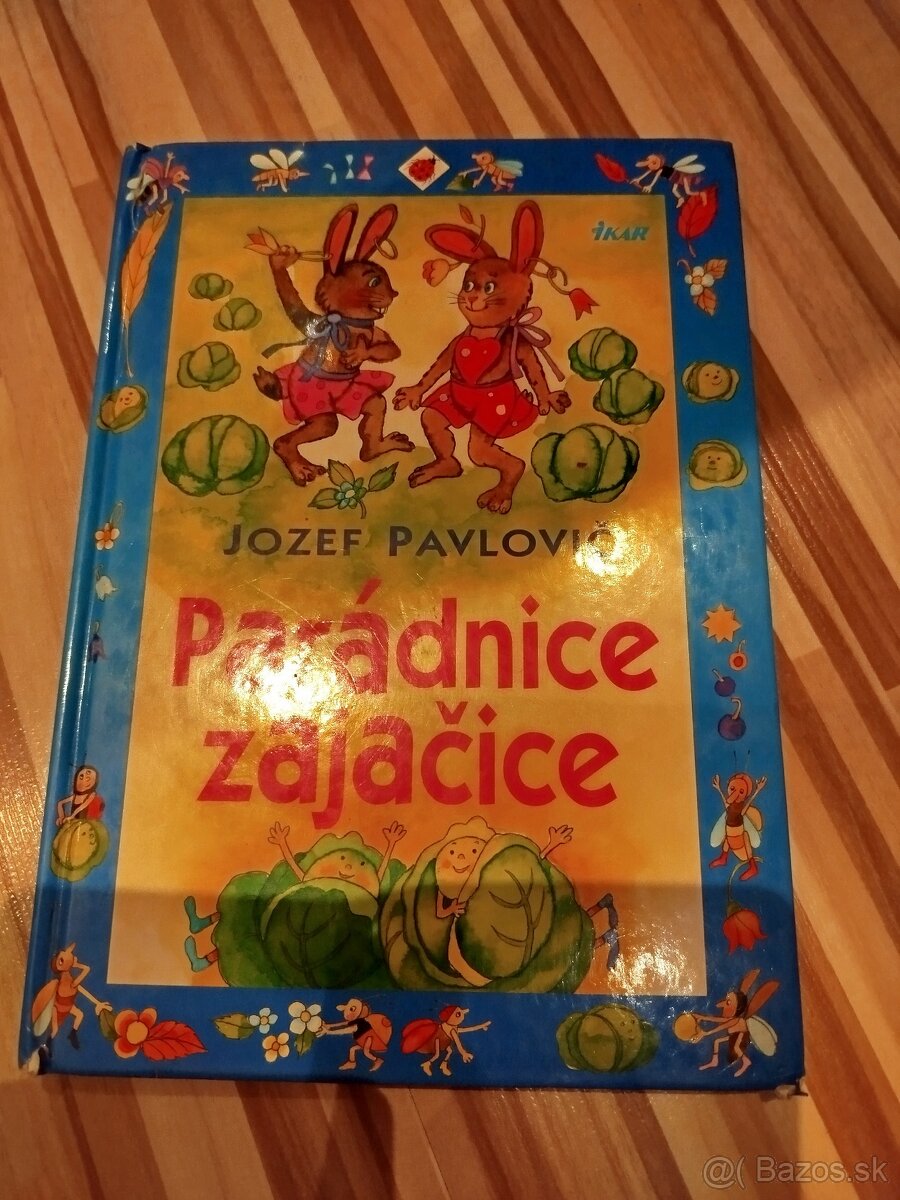 iKAR
JOZEF PAVLOVIČ
Parádnice
zajačice
@( Bazos.sk